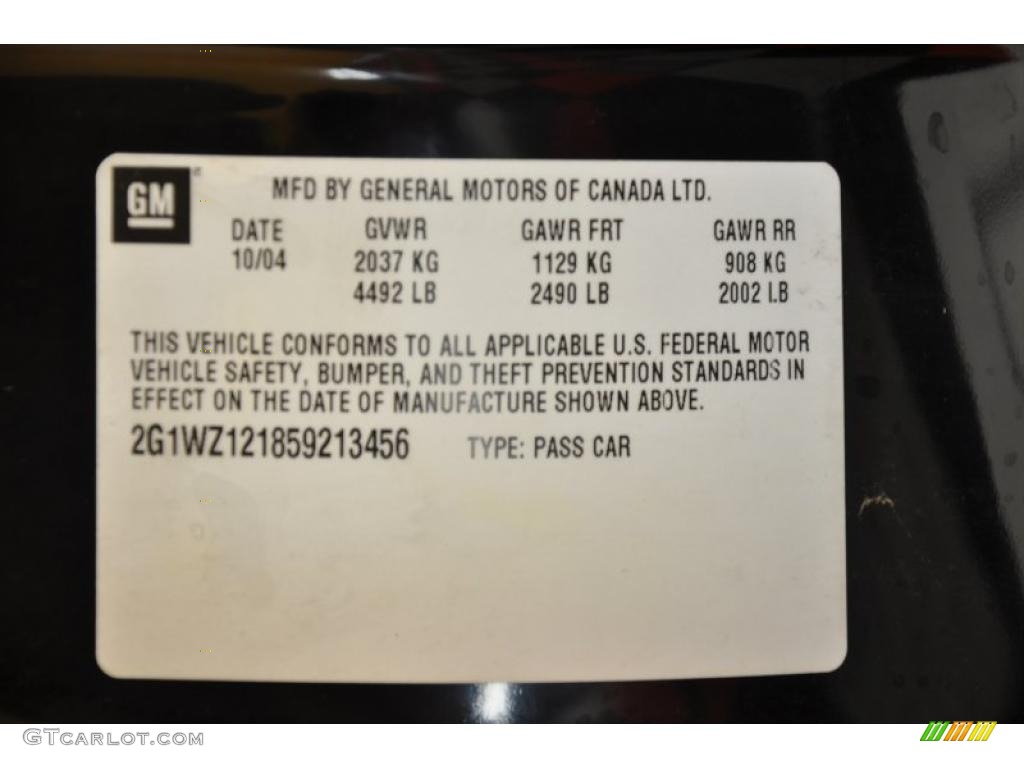 GM
MFD BY GENERAL MOTORS OF CANADA LTD.
DATE GVWR GAWR FRT GAWR RR
10/04 2037 KG 1129 KG 908 KG
4492 LB 2490 LB 2002 LB
THIS VEHICLE CONFORMS TO ALL APPLICABLE U.S. FEDERAL MOTOR
VEHICLE SAFETY, BUMPER, AND THEFT PREVENTION STANDARDS IN
EFFECT ON THE DATE OF MANUFACTURE SHOWN ABOVE.
2G1WZ121859213456 TYPE: PASS CAR
GTCARLOT.COM